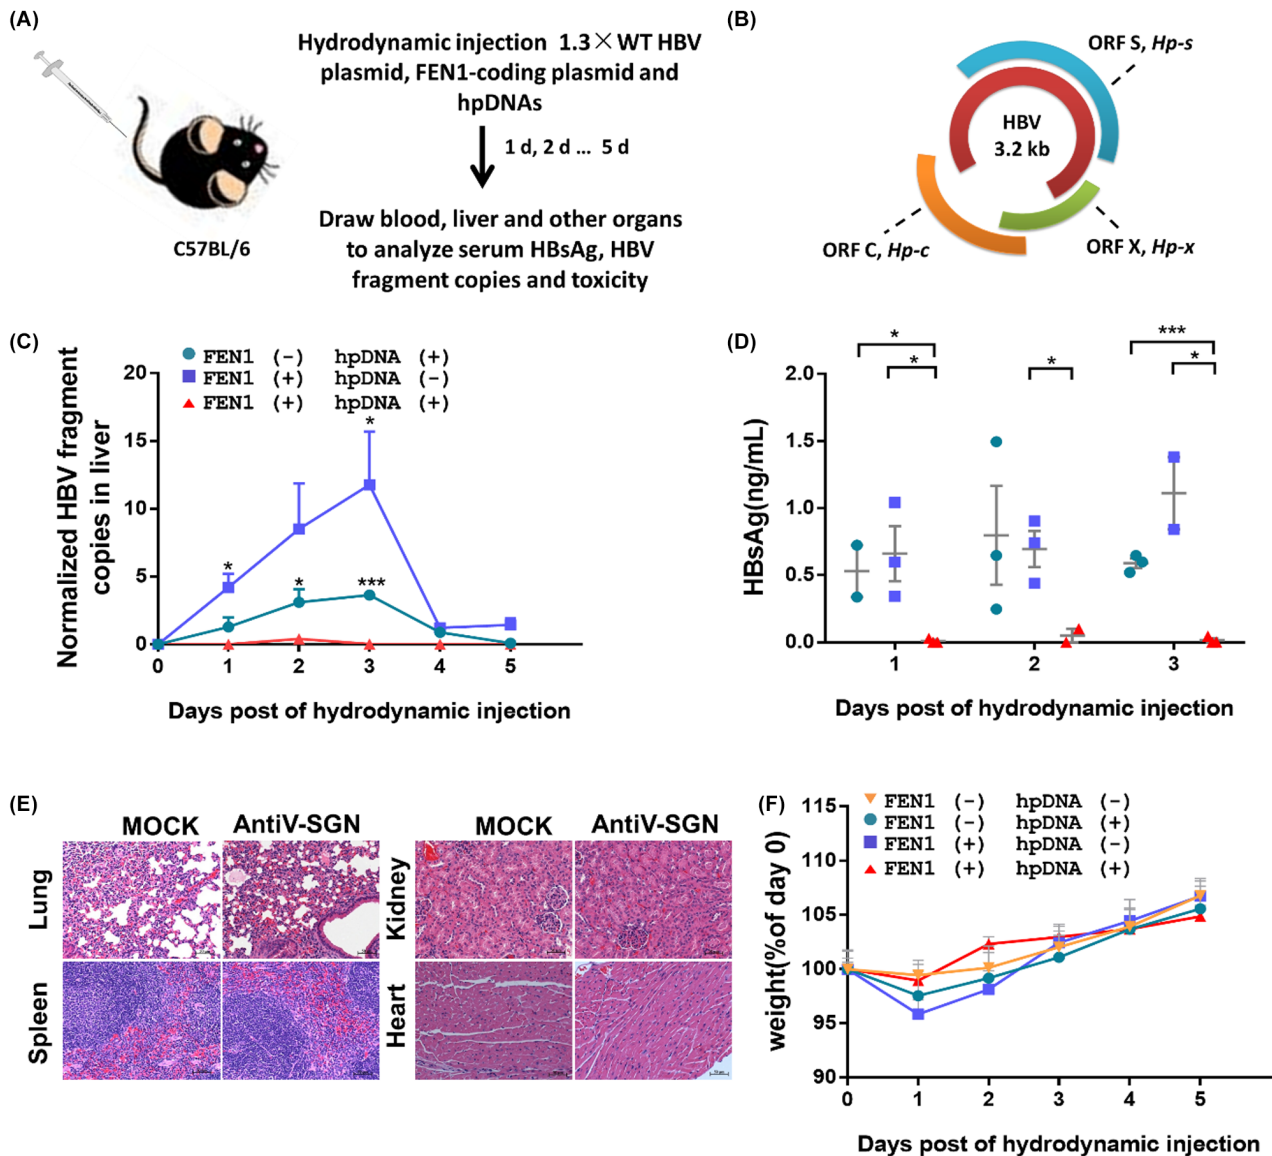 (A)
Hydrodynamic injection 1.3×WT HBV
plasmid, FEN1-coding plasmid and
hpDNAs
1 d, 2 d ... 5 d
Draw blood, liver and other organs
to analyze serum HBsAg, HBV
fragment copies and toxicity
C57BL/6
(B)
ORF S, Hp-s
HBV
3.2 kb
ORF C, Hp-c
ORF X, Hp-x
(C)
FEN1 (-) hpDNA (+)
FEN1 (+) hpDNA (-)
FEN1 (+) hpDNA (+)
Normalized HBV fragment
copies in liver
20
15
10
5
0
* * * * ***
0 1 2 3 4 5
Days post of hydrodynamic injection
(D)
* * * *** *
HBsAg(ng/mL)
2.0
1.5
1.0
0.5
0.0
1 2 3
Days post of hydrodynamic injection
(E)
MOCK AntiV-SGN
MOCK AntiV-SGN
Lung
Kidney
Spleen
Heart
(F)
FEN1 (-) hpDNA (-)
FEN1 (-) hpDNA (+)
FEN1 (+) hpDNA (-)
FEN1 (+) hpDNA (+)
weight(%of day 0)
115
110
105
100
95
90
0 1 2 3 4 5
Days post of hydrodynamic injection